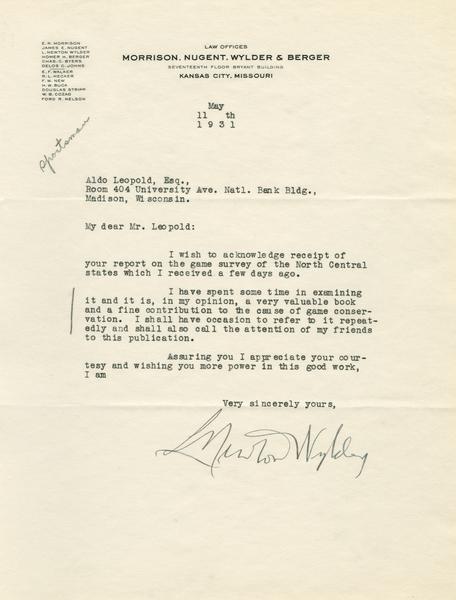 E. R. MORRISON
JAMES E. NUGENT
L. NEWTON WYLDER
HOMER H. BERGER
CHAS. C. BYERS
DELOS C. JOHNS
E. F. WALKER
R. L. HECKER
F. W. NEW
H. W. BUCK
DOUGLAS STRIPP
W. B. COZAD
FORD R. NELSON
LAW OFFICES
MORRISON, NUGENT, WYLDER & BERGER
SEVENTEENTH FLOOR BRYANT BUILDING
KANSAS CITY, MISSOURI
May
11 th
1931
Sportsman
Aldo Leopold, Esq.,
Room 404 University Ave. Natl. Bank Bldg.,
Madison, Wisconsin.
My dear Mr. Leopold:
I wish to acknowledge receipt of
your report on the game survey of the North Central
states which I received a few days ago.
I have spent some time in examining
it and it is, in my opinion, a very valuable book
and a fine contribution to the cause of game conser-
vation. I shall have occasion to refer to it repeat-
edly and shall also call the attention of my friends
to this publication.
Assuring you I appreciate your cour-
tesy and wishing you more power in this good work,
I am
Very sincerely yours,
L Newton Wylder